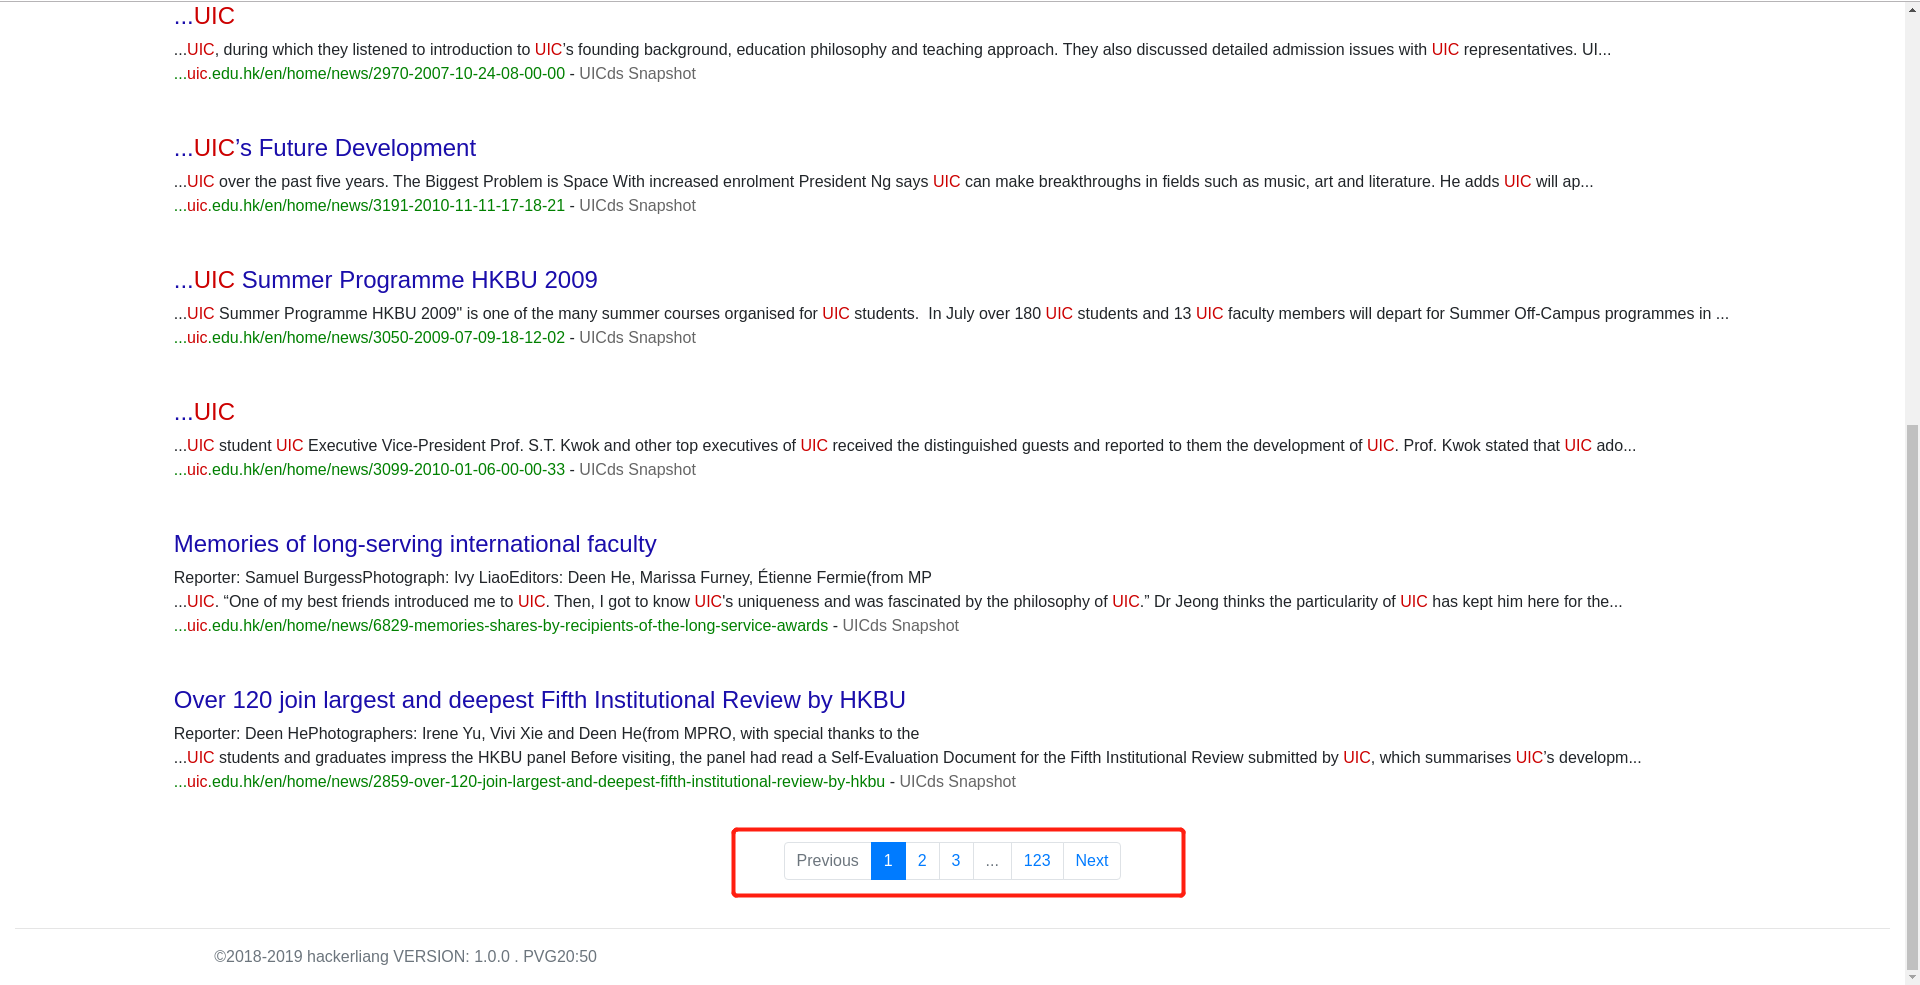 ...UIC
...UIC, during which they listened to introduction to UIC’s founding background, education philosophy and teaching approach. They also discussed detailed admission issues with UIC representatives. UI...
...uic.edu.hk/en/home/news/2970-2007-10-24-08-00-00 - UICds Snapshot
...UIC’s Future Development
...UIC over the past five years. The Biggest Problem is Space With increased enrolment President Ng says UIC can make breakthroughs in fields such as music, art and literature. He adds UIC will ap...
...uic.edu.hk/en/home/news/3191-2010-11-11-17-18-21 - UICds Snapshot
...UIC Summer Programme HKBU 2009
...UIC Summer Programme HKBU 2009" is one of the many summer courses organised for UIC students.  In July over 180 UIC students and 13 UIC faculty members will depart for Summer Off-Campus programmes in ...
...uic.edu.hk/en/home/news/3050-2009-07-09-18-12-02 - UICds Snapshot
...UIC
...UIC student UIC Executive Vice-President Prof. S.T. Kwok and other top executives of UIC received the distinguished guests and reported to them the development of UIC. Prof. Kwok stated that UIC ado...
...uic.edu.hk/en/home/news/3099-2010-01-06-00-00-33 - UICds Snapshot
Memories of long-serving international faculty
Reporter: Samuel BurgessPhotograph: Ivy LiaoEditors: Deen He, Marissa Furney, Étienne Fermie(from MP
...UIC. “One of my best friends introduced me to UIC. Then, I got to know UIC's uniqueness and was fascinated by the philosophy of UIC.” Dr Jeong thinks the particularity of UIC has kept him here for the...
...uic.edu.hk/en/home/news/6829-memories-shares-by-recipients-of-the-long-service-awards - UICds Snapshot
Over 120 join largest and deepest Fifth Institutional Review by HKBU
Reporter: Deen HePhotographers: Irene Yu, Vivi Xie and Deen He(from MPRO, with special thanks to the
...UIC students and graduates impress the HKBU panel Before visiting, the panel had read a Self-Evaluation Document for the Fifth Institutional Review submitted by UIC, which summarises UIC’s developm...
...uic.edu.hk/en/home/news/2859-over-120-join-largest-and-deepest-fifth-institutional-review-by-hkbu - UICds Snapshot
Previous 1 2 3 ... 123 Next
©2018-2019 hackerliang VERSION: 1.0.0 . PVG20:50